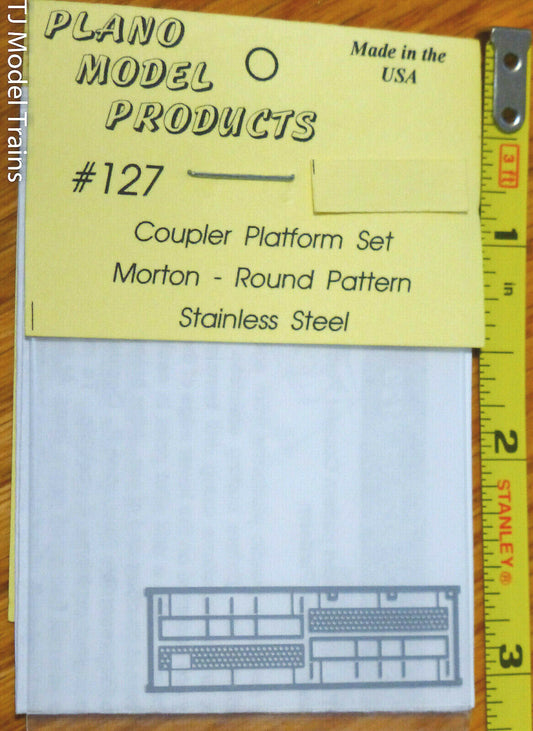 TJ Model Trains
PLANO
MODEL
PRODUCTS
Made in the
USA
#127
Coupler Platform Set
Morton - Round Pattern
Stainless Steel
3 ft
1
in
2
STANLEY®
3